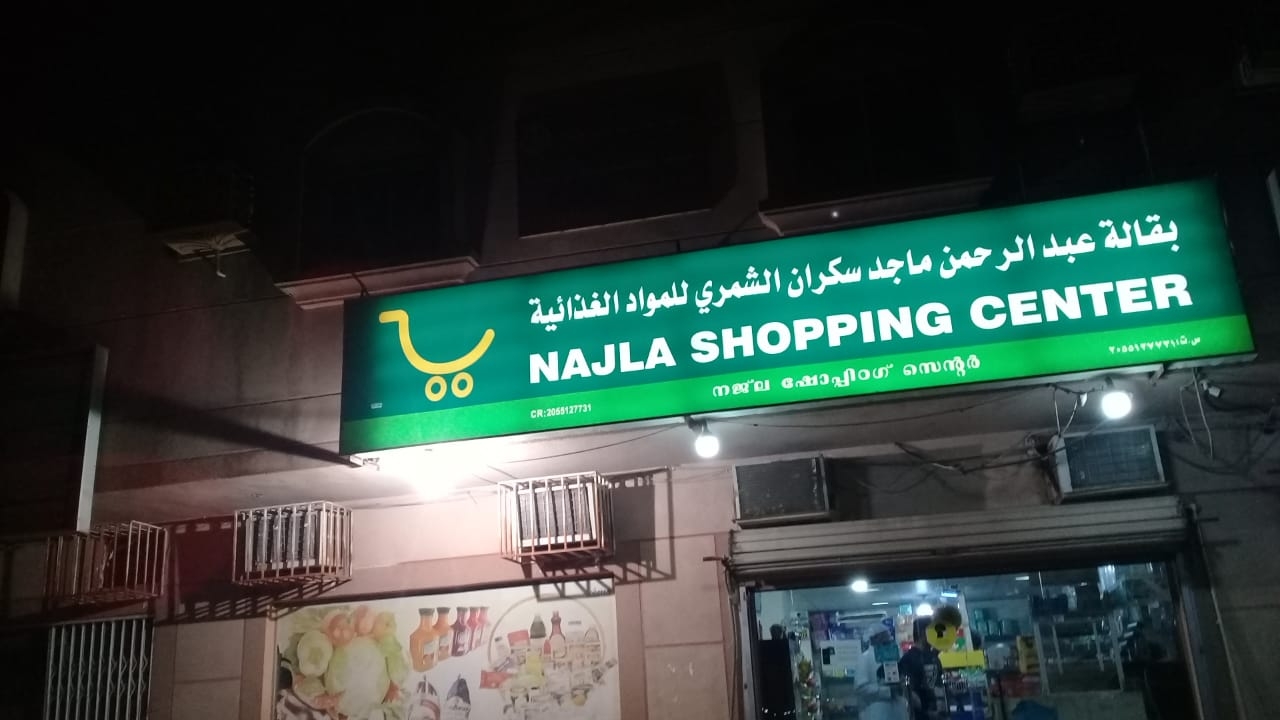 بقالة عبد الرحمن ماجد سكران الشمري للمواد الغذائية
NAJLA SHOPPING CENTER
നജ്ല ഷോപ്പിംഗ് സെന്റർ
CR:2055127731